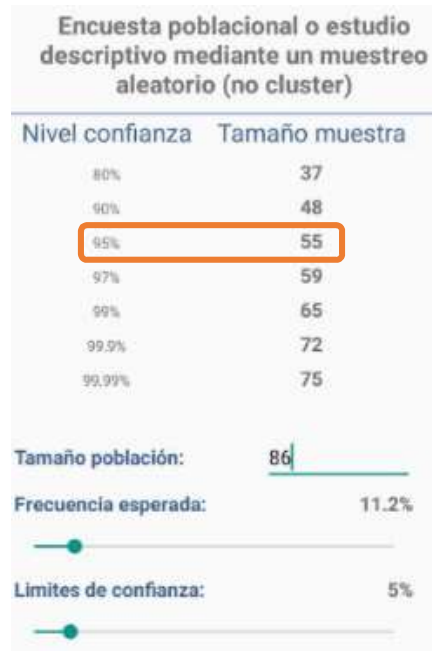 Encuesta poblacional o estudio
descriptivo mediante un muestreo
aleatorio (no cluster)
Nivel confianza Tamaño muestra
80% 37
90% 48
95% 55
97% 59
99% 65
99.9% 72
99,99% 75
Tamaño población: 86
Frecuencia esperada: 11.2%
Limites de confianza: 5%